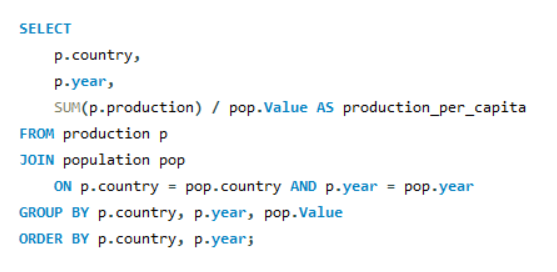 SELECT
    p.country,
    p.year,
    SUM(p.production) / pop.Value AS production_per_capita
FROM production p
JOIN population pop
    ON p.country = pop.country AND p.year = pop.year
GROUP BY p.country, p.year, pop.Value
ORDER BY p.country, p.year;